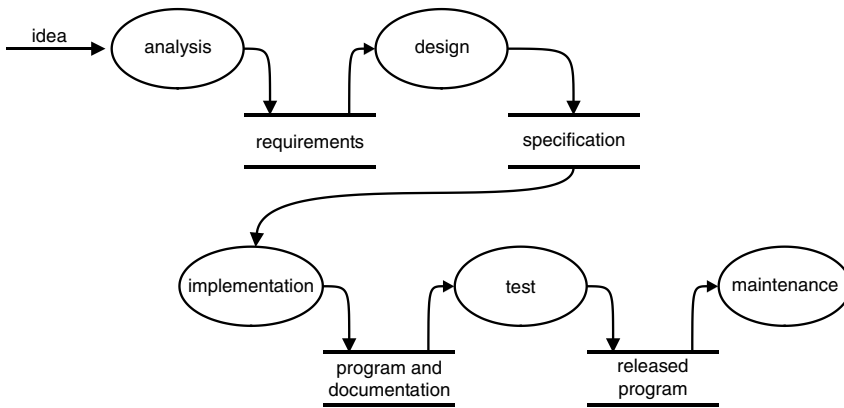 idea
analysis
design
requirements
specification
implementation
test
maintenance
program and
documentation
released
program